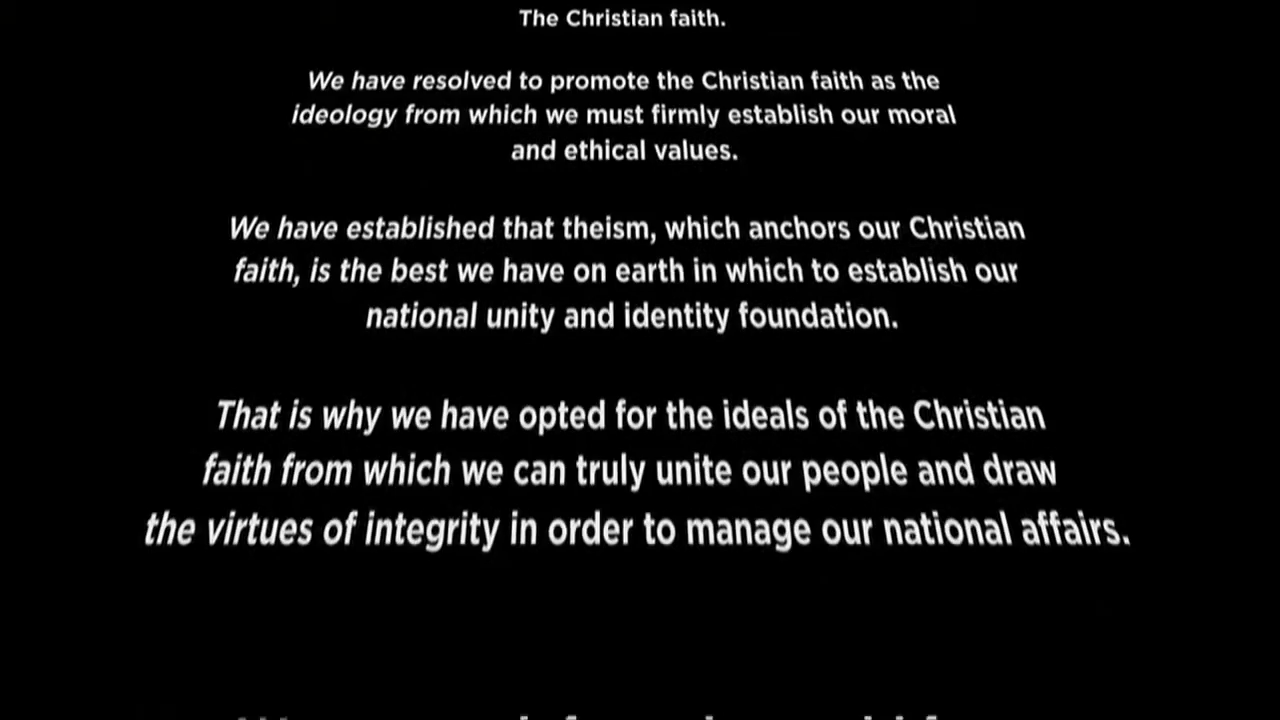 The Christian faith.
We have resolved to promote the Christian faith as the
ideology from which we must firmly establish our moral
and ethical values.
We have established that theism, which anchors our Christian
faith, is the best we have on earth in which to establish our
national unity and identity foundation.
That is why we have opted for the ideals of the Christian
faith from which we can truly unite our people and draw
the virtues of integrity in order to manage our national affairs.